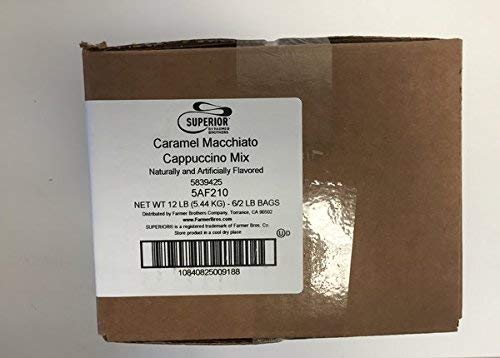 SUPERIOR®
BY FARMER
BROTHERS
Caramel Macchiato
Cappuccino Mix
Naturally and Artificially Flavored
5839425
5AF210
NET WT 12 LB (5.44 KG) - 6/2 LB BAGS
Distributed by Farmer Brothers Company, Torrance, CA 90502
www.FarmerBros.com
SUPERIOR® is a registered trademark of Farmer Bros. Co.
Store product in a cool dry place
U D
10840825009188